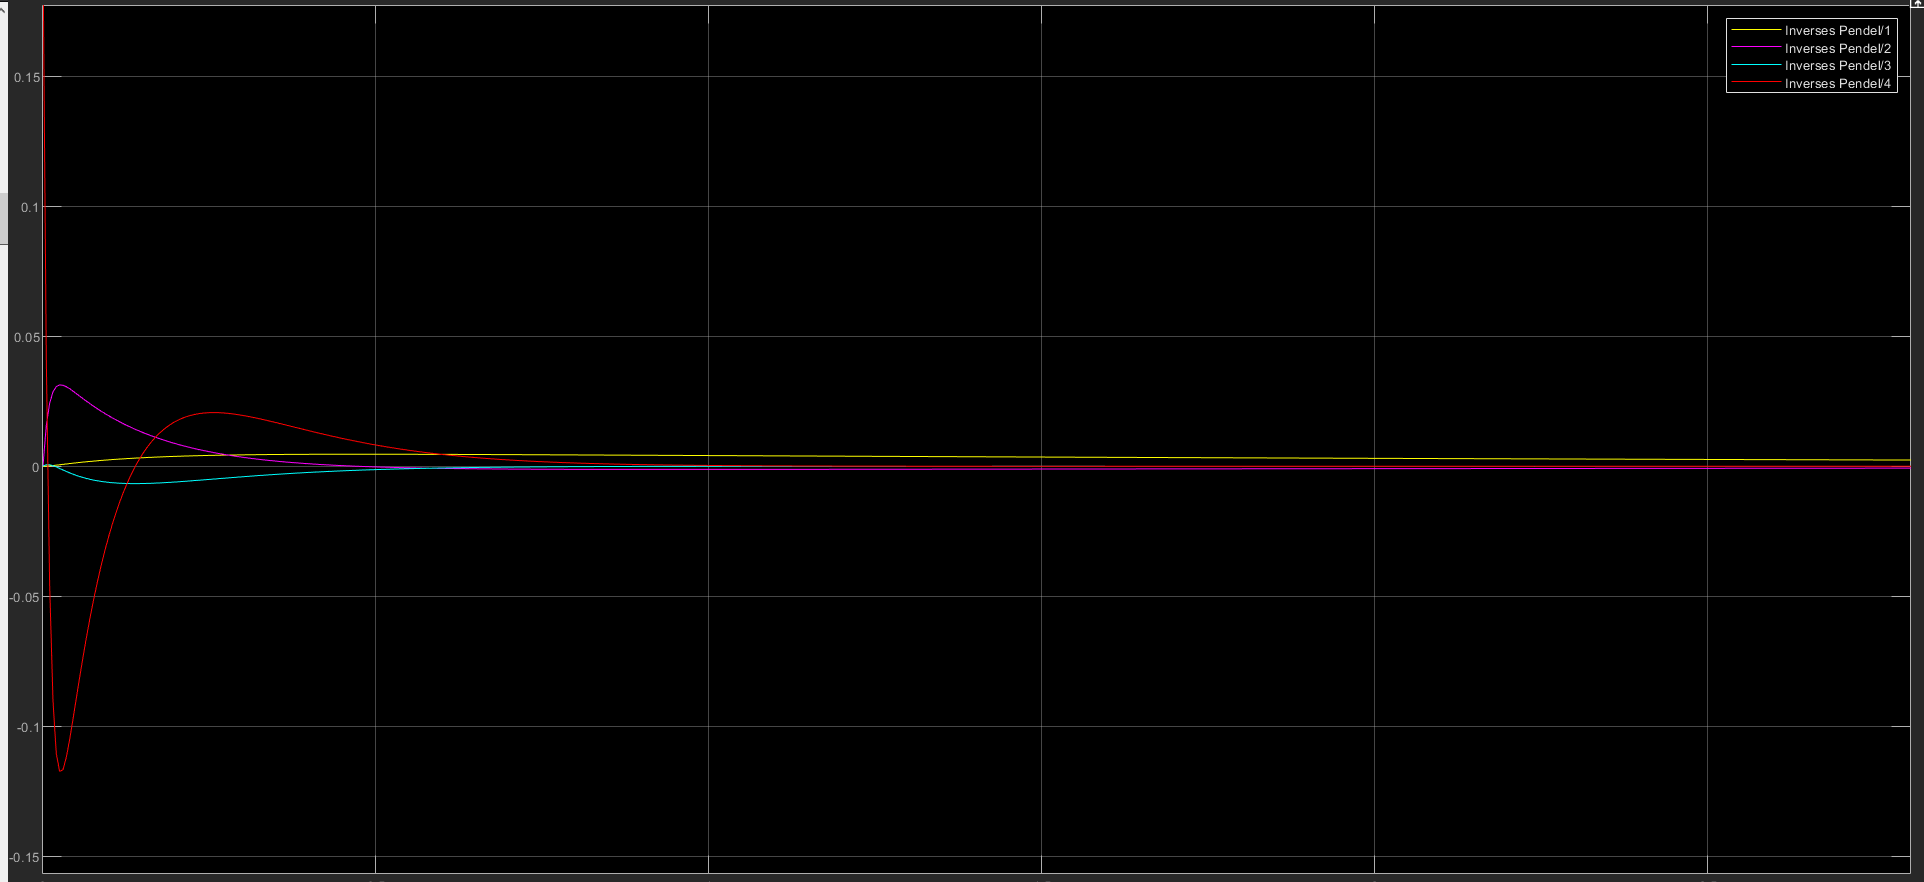 Inverses Pendel/1
Inverses Pendel/2
Inverses Pendel/3
Inverses Pendel/4
0.15
0.1
0.05
0
-0.05
-0.1
-0.15